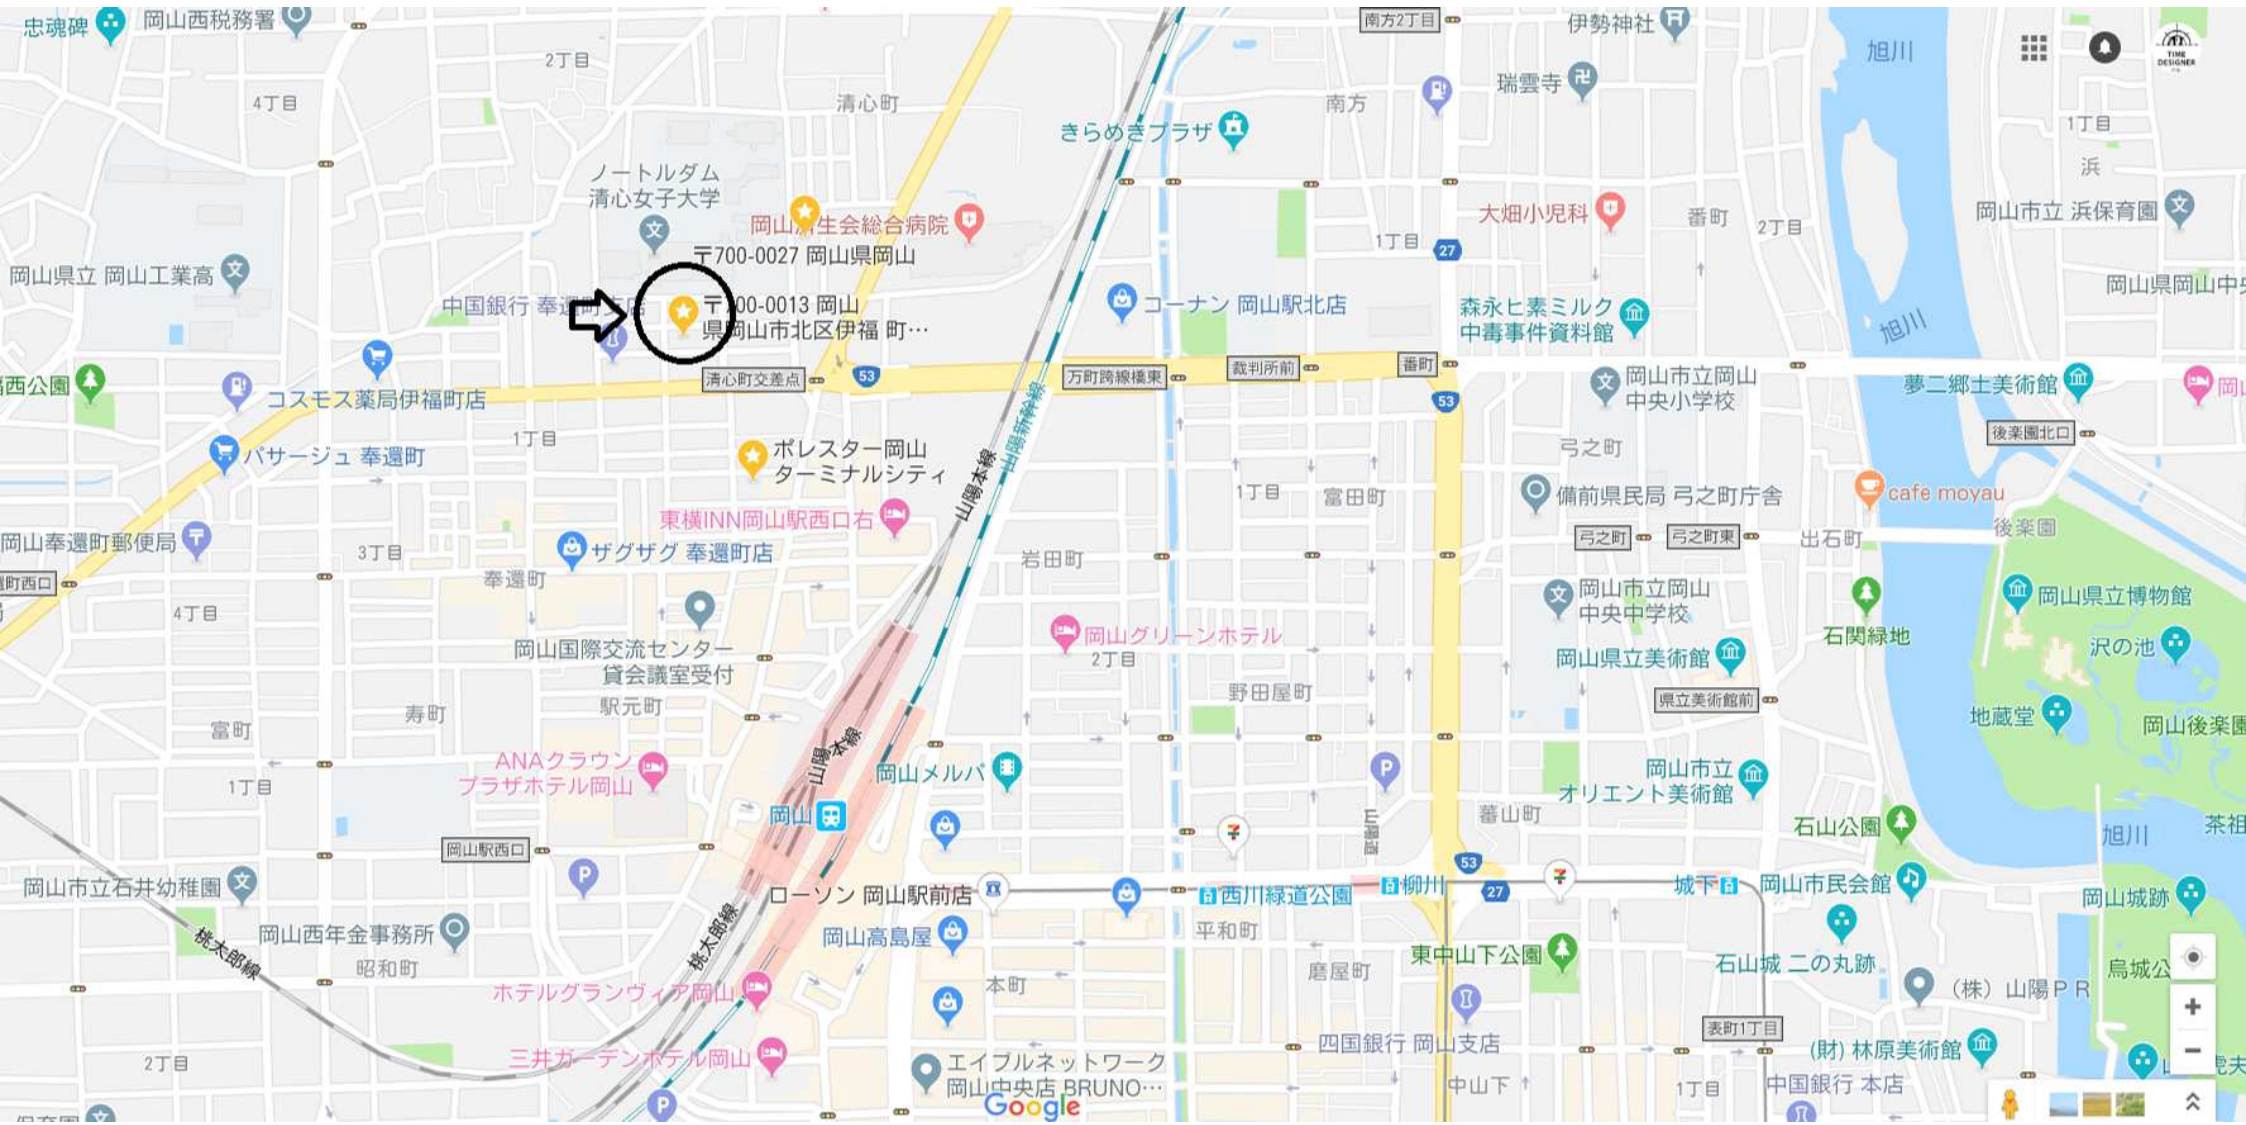 忠魂碑
岡山西税務署
2丁目
南方2丁目
伊勢神社
旭川
TIME
DESIGNER
4丁目
清心町
南方
瑞雲寺
1丁目
浜
きらめきプラザ
ノートルダム
清心女子大学
岡山県立 岡山工業高
〒700-0027 岡山県岡山
1丁目
27
大畑小児科
番町
2丁目
岡山市立 浜保育園
岡山県岡山中央
中国銀行 奉還町支店
県岡山市北区伊福 町…
コーナン 岡山駅北店
森永ヒ素ミルク
中毒事件資料館
旭川
西公園
コスモス薬局伊福町店
清心町交差点
53
万町跨線橋東
裁判所前
番町
53
岡山市立岡山
中央小学校
夢二郷土美術館
後楽園北口
パサージュ 奉還町
1丁目
ポレスター岡山
ターミナルシティ
山陽本線
山陽新幹線
1丁目
富田町
弓之町
備前県民局 弓之町庁舎
cafe moyau
東横INN岡山駅西口右
岡山奉還町郵便局
3丁目
ザグザグ 奉還町店
奉還町
岩田町
弓之町
弓之町東
出石町
後楽園
町西口
4丁目
岡山国際交流センター
貸会議室受付
岡山グリーンホテル
2丁目
岡山市立岡山
中央中学校
岡山県立美術館
石関緑地
岡山県立博物館
沢の池
駅元町
寿町
富町
野田屋町
県立美術館前
地蔵堂
岡山後楽園
ANAクラウン
プラザホテル岡山
1丁目
山陽本線
岡山メルパ
P
岡山市立
オリエント美術館
岡山
蕃山町
石山公園
旭川
茶祖
山陽道
岡山駅西口
P
岡山市立石井幼稚園
ローソン 岡山駅前店
西川緑道公園
柳川
53
27
城下
岡山市民会館
岡山城跡
岡山西年金事務所
昭和町
桃太郎線
桃太郎線
岡山高島屋
平和町
東中山下公園
石山城 二の丸跡
烏城公
ホテルグランヴィア岡山
本町
磨屋町
(株) 山陽PR
表町1丁目
2丁目
三井ガーデンホテル岡山
エイブルネットワーク
岡山中央店 BRUNO…
四国銀行 岡山支店
中山下
1丁目
(財) 林原美術館
中国銀行 本店
P
Google